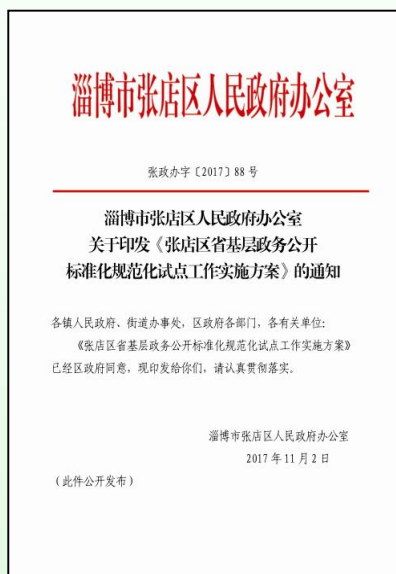 淄博市张店区人民政府办公室
张政办字〔2017〕88 号
淄博市张店区人民政府办公室
关于印发《张店区省基层政务公开
标准化规范化试点工作实施方案》的通知
各镇人民政府、街道办事处，区政府各部门，各有关单位：
《张店区省基层政务公开标准化规范化试点工作实施方案》
已经区政府同意，现印发给你们，请认真贯彻落实。
淄博市张店区人民政府办公室
2017 年 11 月 2 日
（此件公开发布）